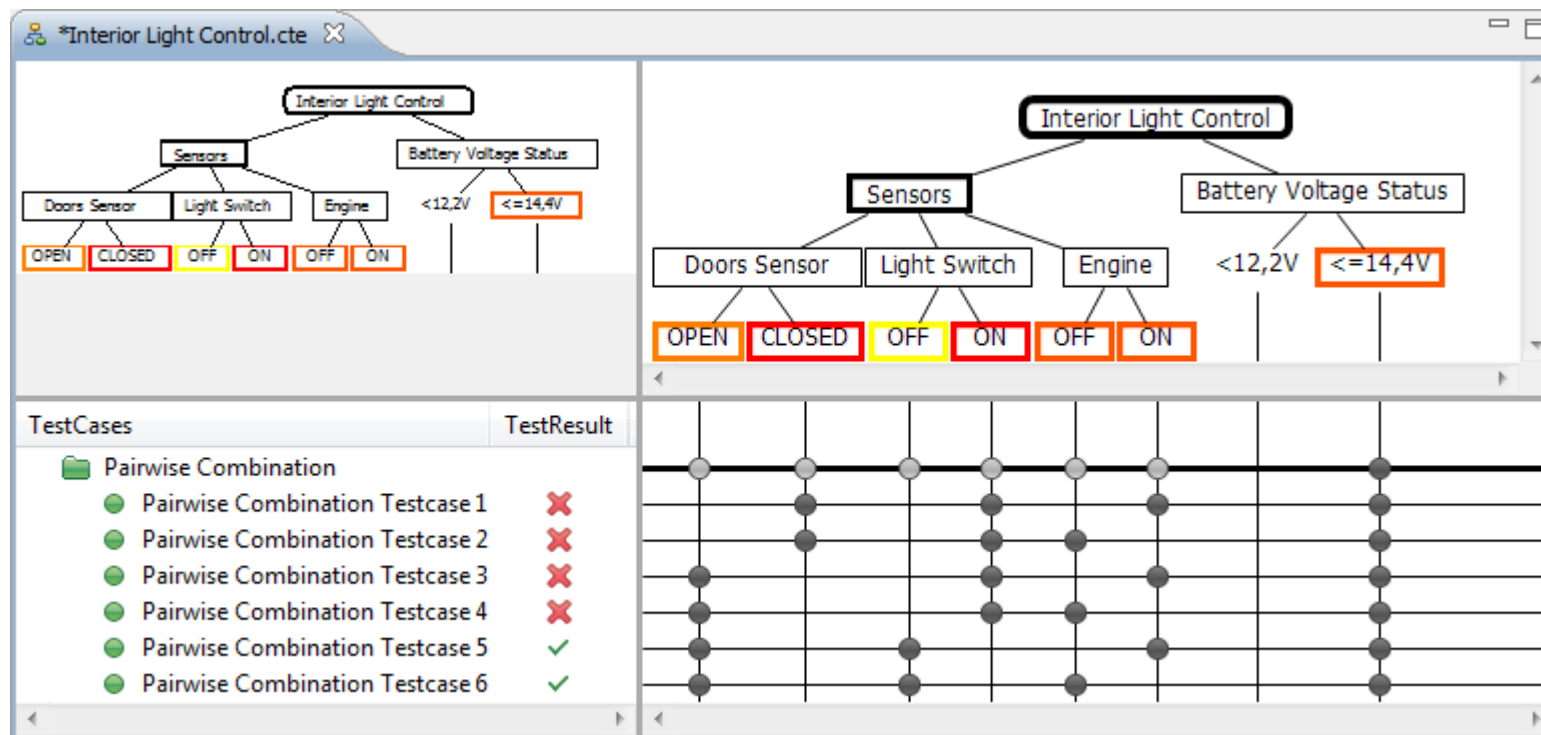 *Interior Light Control.cte
Interior Light Control
Sensors
Battery Voltage Status
Doors Sensor
Light Switch
Engine
<12,2V
<=14,4V
OPEN
CLOSED
OFF
ON
OFF
ON
Interior Light Control
Sensors
Battery Voltage Status
Doors Sensor
Light Switch
Engine
<12,2V
<=14,4V
OPEN
CLOSED
OFF
ON
OFF
ON
TestCases
TestResult
Pairwise Combination
Pairwise Combination Testcase 1
Pairwise Combination Testcase 2
Pairwise Combination Testcase 3
Pairwise Combination Testcase 4
Pairwise Combination Testcase 5
Pairwise Combination Testcase 6